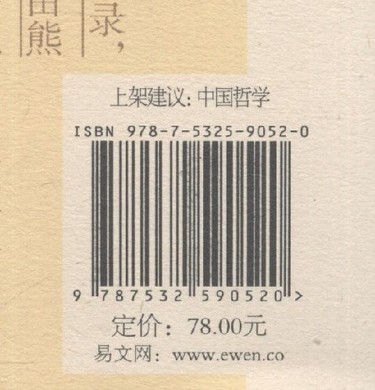 录，
熊
上架建议：中国哲学
ISBN 978-7-5325-9052-0
9 787532 590520 >
定价：78.00元
易文网：www.ewen.co